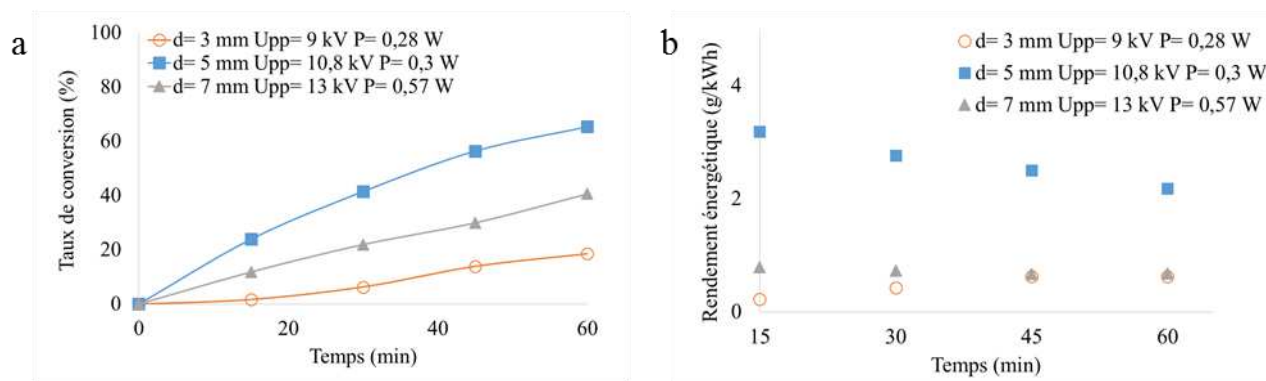 a
100
80
60
40
20
0
Taux de conversion (%)
d= 3 mm Upp= 9 kV P= 0,28 W
d= 5 mm Upp= 10,8 kV P= 0,3 W
d= 7 mm Upp= 13 kV P= 0,57 W
0 20 40 60
Temps (min)
b
4
2
0
Rendement énergétique (g/kWh)
d= 3 mm Upp= 9 kV P= 0,28 W
d= 5 mm Upp= 10,8 kV P= 0,3 W
d= 7 mm Upp= 13 kV P= 0,57 W
15 30 45 60
Temps (min)